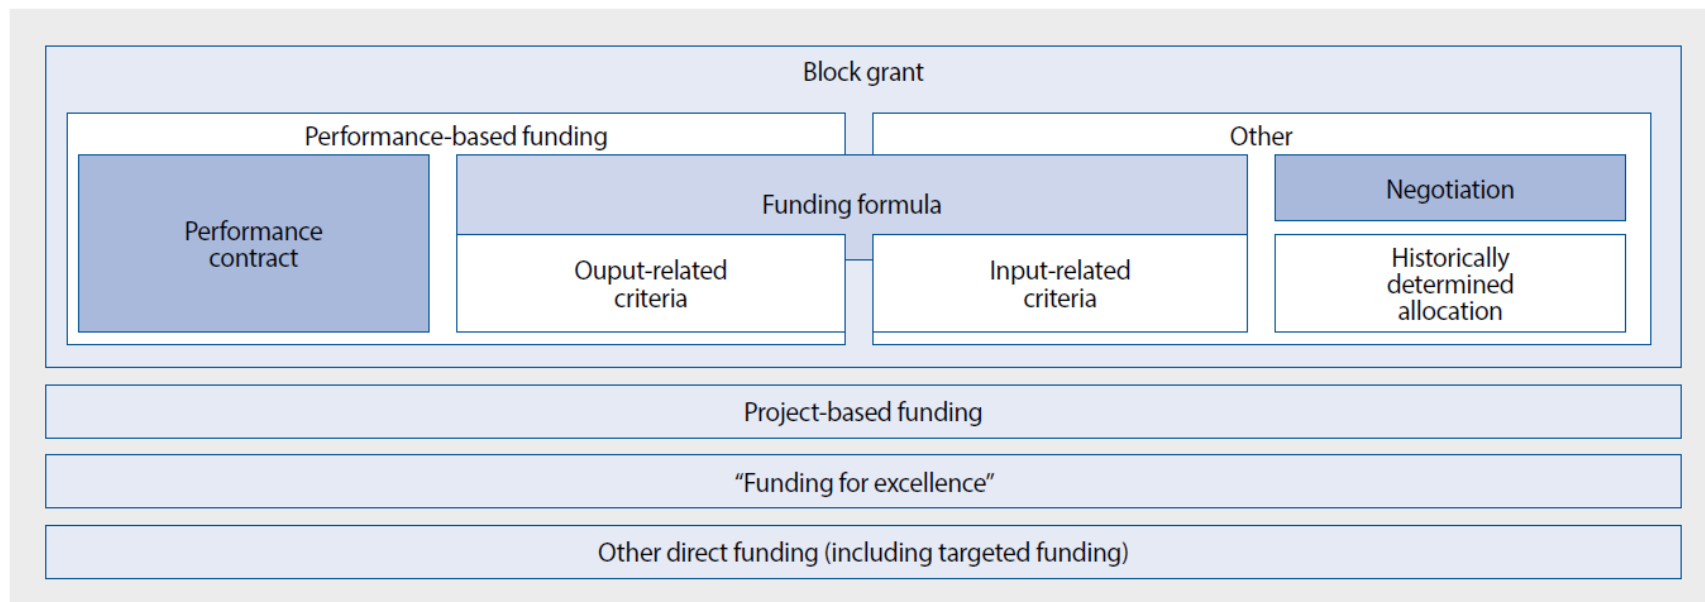 Block grant
Performance-based funding
Other
Performance
contract
Funding formula
Ouput-related
criteria
Input-related
criteria
Negotiation
Historically
determined
allocation
Project-based funding
“Funding for excellence”
Other direct funding (including targeted funding)